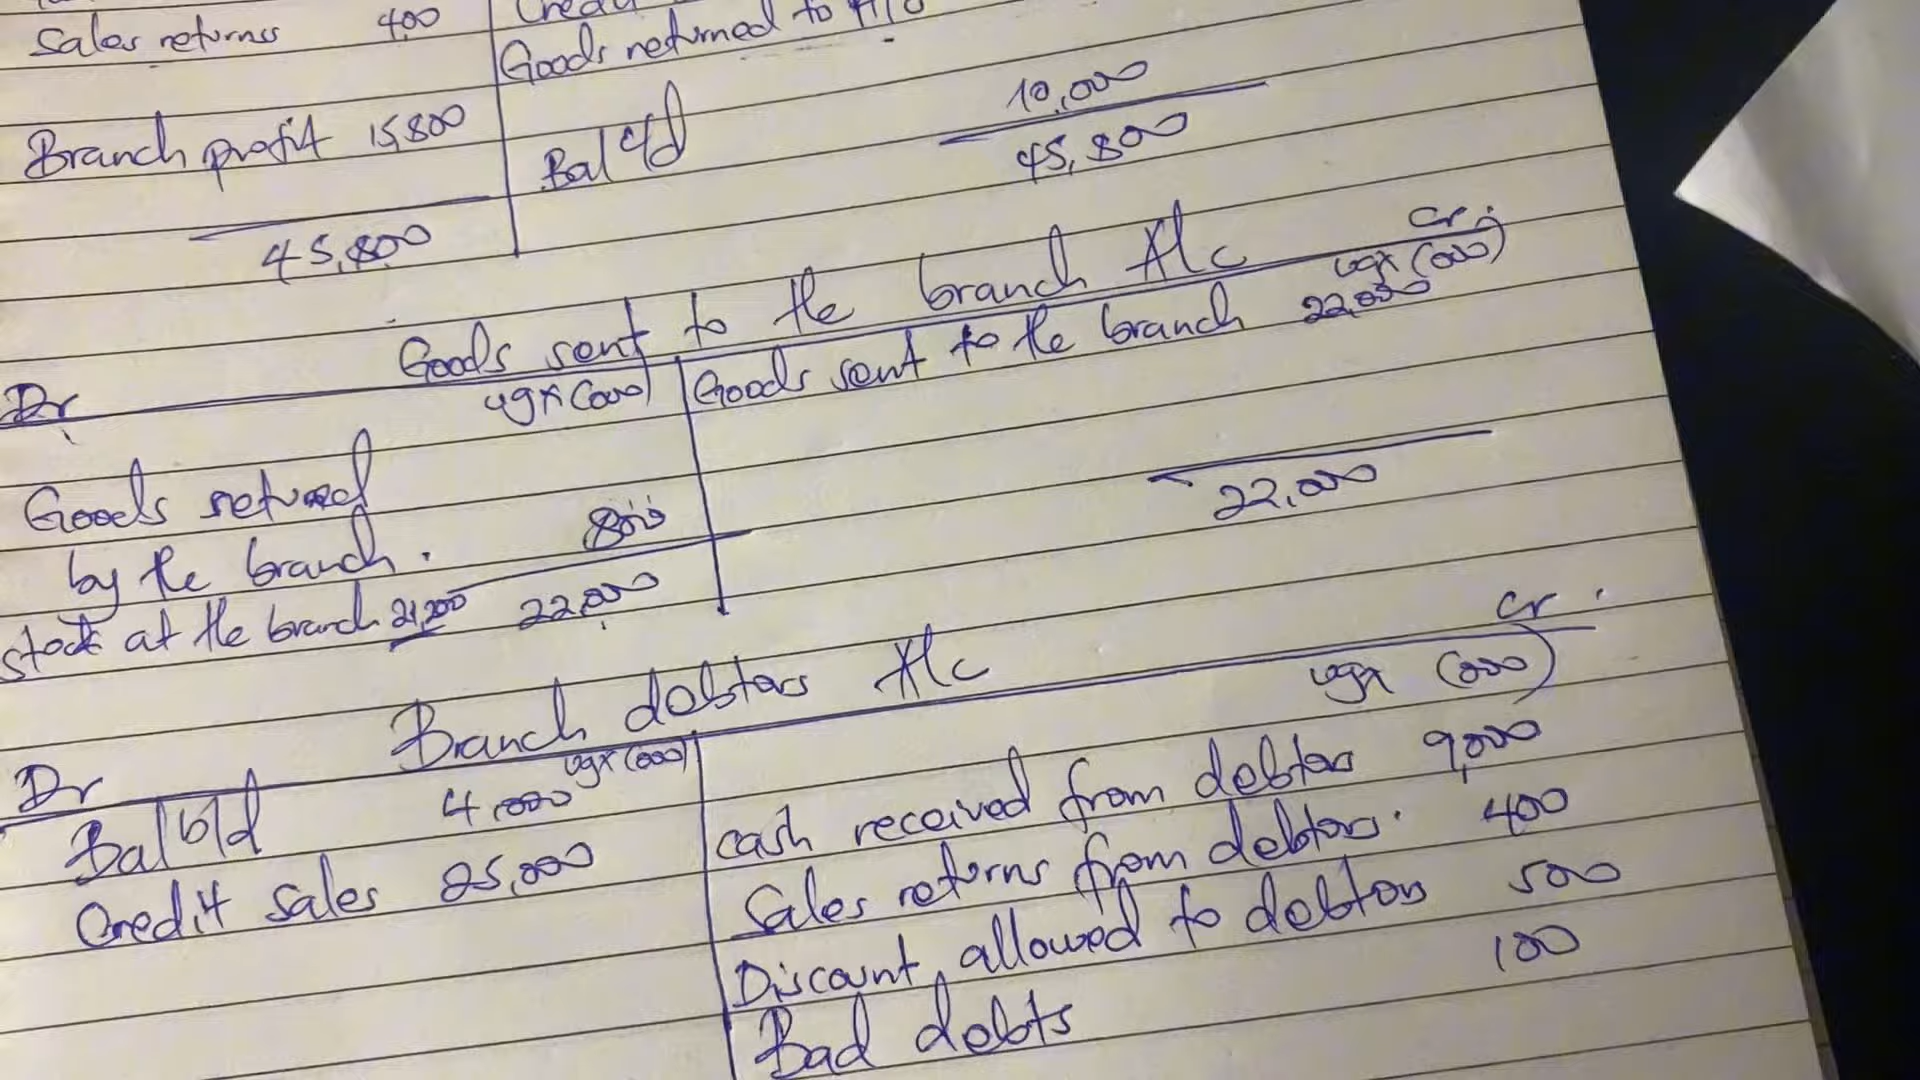 Sales returns 400
Goods returned to H/O
Branch profit 15,800
Bal c/d 10,000
45,800
45,800
Goods sent to the branch A/c
Cr.
Dr
ugx (000)
ugx (000)
Goods sent to the branch 22,000
Goods returned
by the branch. 800
stock at the branch 21,200
22,000
22,000
Branch debtors A/c
Cr.
Dr
ugx (000)
ugx (000)
Bal b/d 4,000
cash received from debtors 9,000
Credit Sales 25,000
Sales returns from debtors. 400
Discount allowed to debtors 500
Bad debts 100